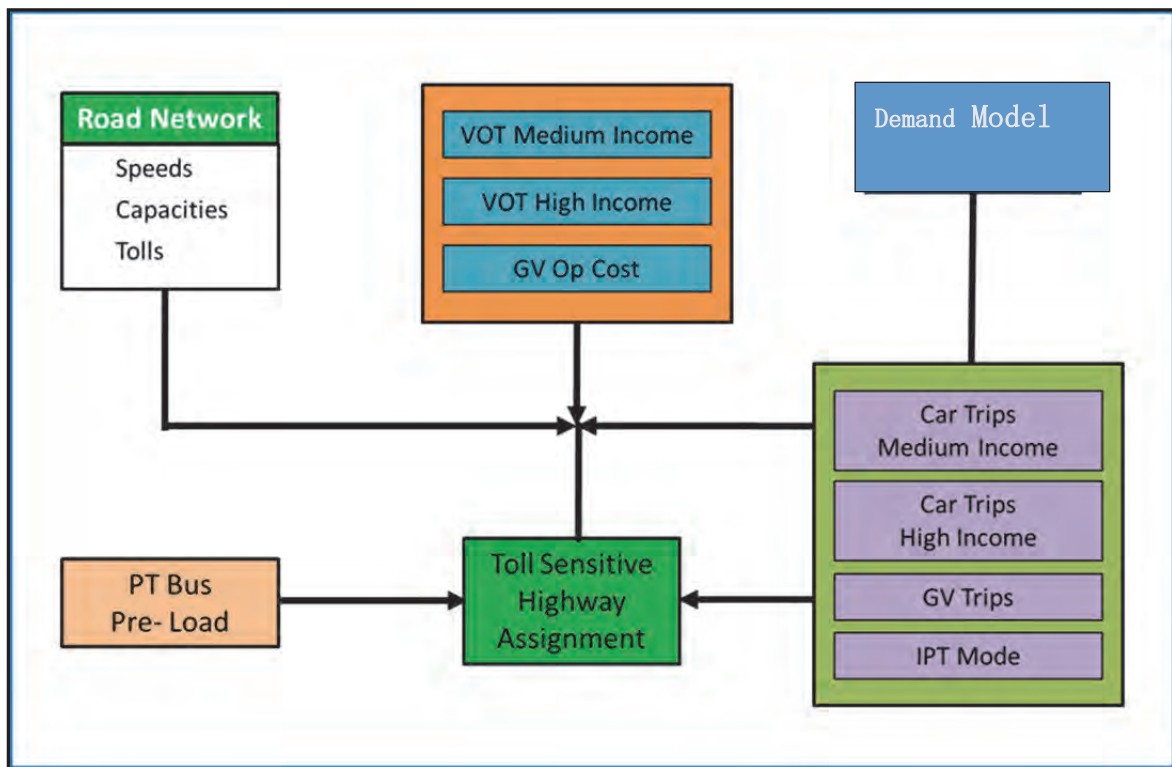 Road Network
Speeds
Capacities
Tolls
VOT Medium Income
VOT High Income
GV Op Cost
Demand Model
Car Trips
Medium Income
Car Trips
High Income
GV Trips
IPT Mode
PT Bus
Pre- Load
Toll Sensitive
Highway
Assignment